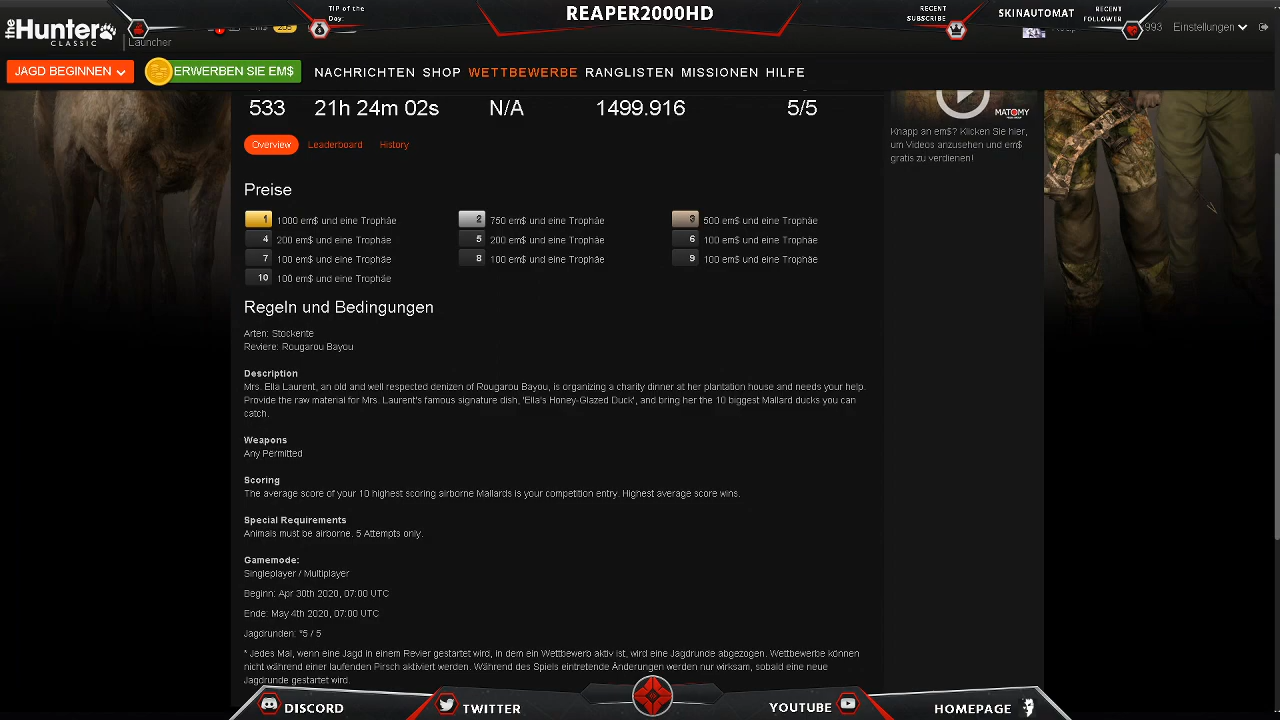 TIP of the
Day:
REAPER2000HD
RECENT
SUBSCRIBE
SKINAUTOMAT
RECENT
FOLLOWER
theHunter
CLASSIC
Launcher
993
Einstellungen
JAGD BEGINNEN
ERWERBEN SIE EM$
NACHRICHTEN SHOP WETTBEWERBE RANGLISTEN MISSIONEN HILFE
533 21h 24m 02s N/A 1499.916 5/5
MATOMY
Overview Leaderboard History
Knapp an em$? Klicken Sie hier,
um Videos anzusehen und em$
gratis zu verdienen!
Preise
1 1000 em$ und eine Trophäe 2 750 em$ und eine Trophäe 3 500 em$ und eine Trophäe
4 200 em$ und eine Trophäe 5 200 em$ und eine Trophäe 6 100 em$ und eine Trophäe
7 100 em$ und eine Trophäe 8 100 em$ und eine Trophäe 9 100 em$ und eine Trophäe
10 100 em$ und eine Trophäe
Regeln und Bedingungen
Arten: Stockente
Reviere: Rougarou Bayou
Description
Mrs. Ella Laurent, an old and well respected denizen of Rougarou Bayou, is organizing a charity dinner at her plantation house and needs your help.
Provide the raw material for Mrs. Laurent's famous signature dish, 'Ella's Honey-Glazed Duck', and bring her the 10 biggest Mallard ducks you can
catch.
Weapons
Any Permitted
Scoring
The average score of your 10 highest scoring airborne Mallards is your competition entry. Highest average score wins.
Special Requirements
Animals must be airborne. 5 Attempts only.
Gamemode:
Singleplayer / Multiplayer
Beginn: Apr 30th 2020, 07:00 UTC
Ende: May 4th 2020, 07:00 UTC
Jagdrunden: *5 / 5
* Jedes Mal, wenn eine Jagd in einem Revier gestartet wird, in dem ein Wettbewerb aktiv ist, wird eine Jagdrunde abgezogen. Wettbewerbe können
nicht während einer laufenden Pirsch aktiviert werden. Während des Spiels eintretende Änderungen werden nur wirksam, sobald eine neue
Jagdrunde gestartet wird.
DISCORD TWITTER YOUTUBE HOMEPAGE